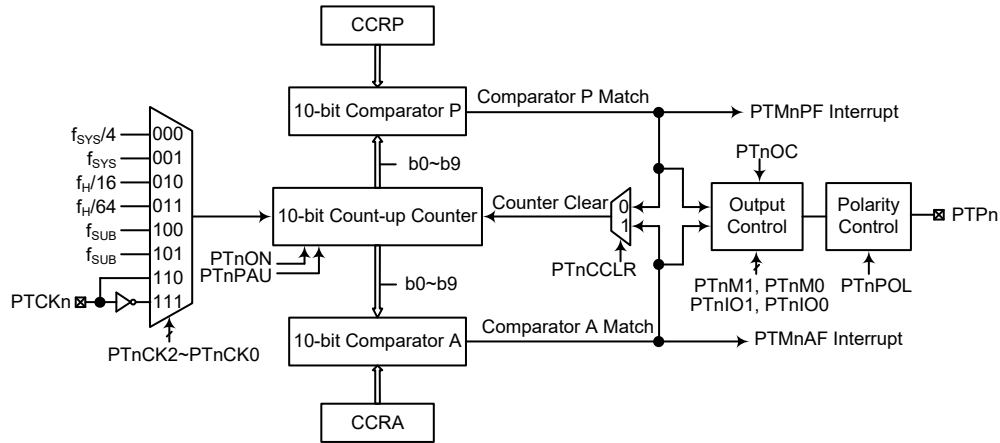 CCRP
10-bit Comparator P
Comparator P Match
PTMnPF Interrupt
b0~b9
fSYS/4
000
fSYS
001
fH/16
010
fH/64
011
fSUB
100
fSUB
101
110
PTCKn
111
PTnCK2~PTnCK0
10-bit Count-up Counter
PTnON
PTnPAU
Counter Clear
0
1
PTnCCLR
PTnOC
Output
Control
PTnM1, PTnM0
PTnIO1, PTnIO0
Polarity
Control
PTnPOL
PTPn
b0~b9
10-bit Comparator A
Comparator A Match
PTMnAF Interrupt
CCRA